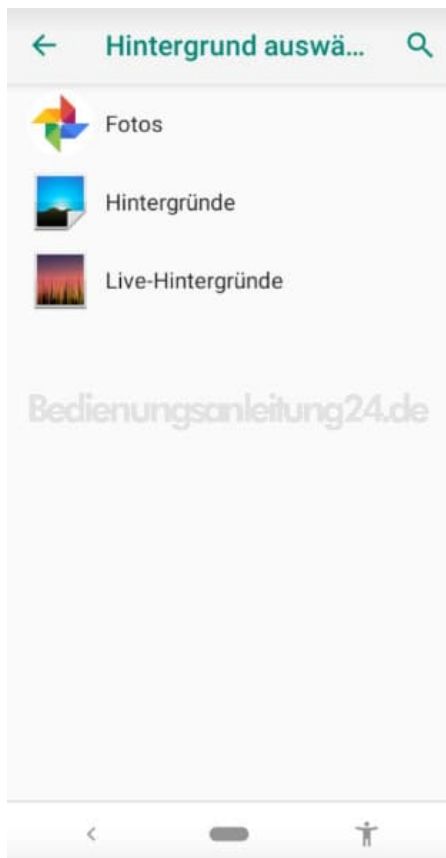 Hintergrund auswä...
Fotos
Hintergründe
Live-Hintergründe
Bedienungsanleitung24.de